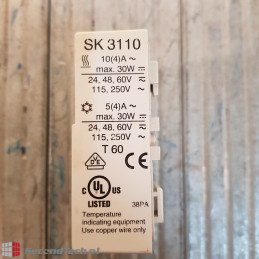 SK 3110
10(4)A ~
max. 30W ⎓
24, 48, 60V
115, 250V ~
5(4)A ~
max. 30W ⎓
24, 48, 60V
115, 250V ~
T 60
C UL US
LISTED 38PA
Temperature
indicating equipment
Use copper wire only